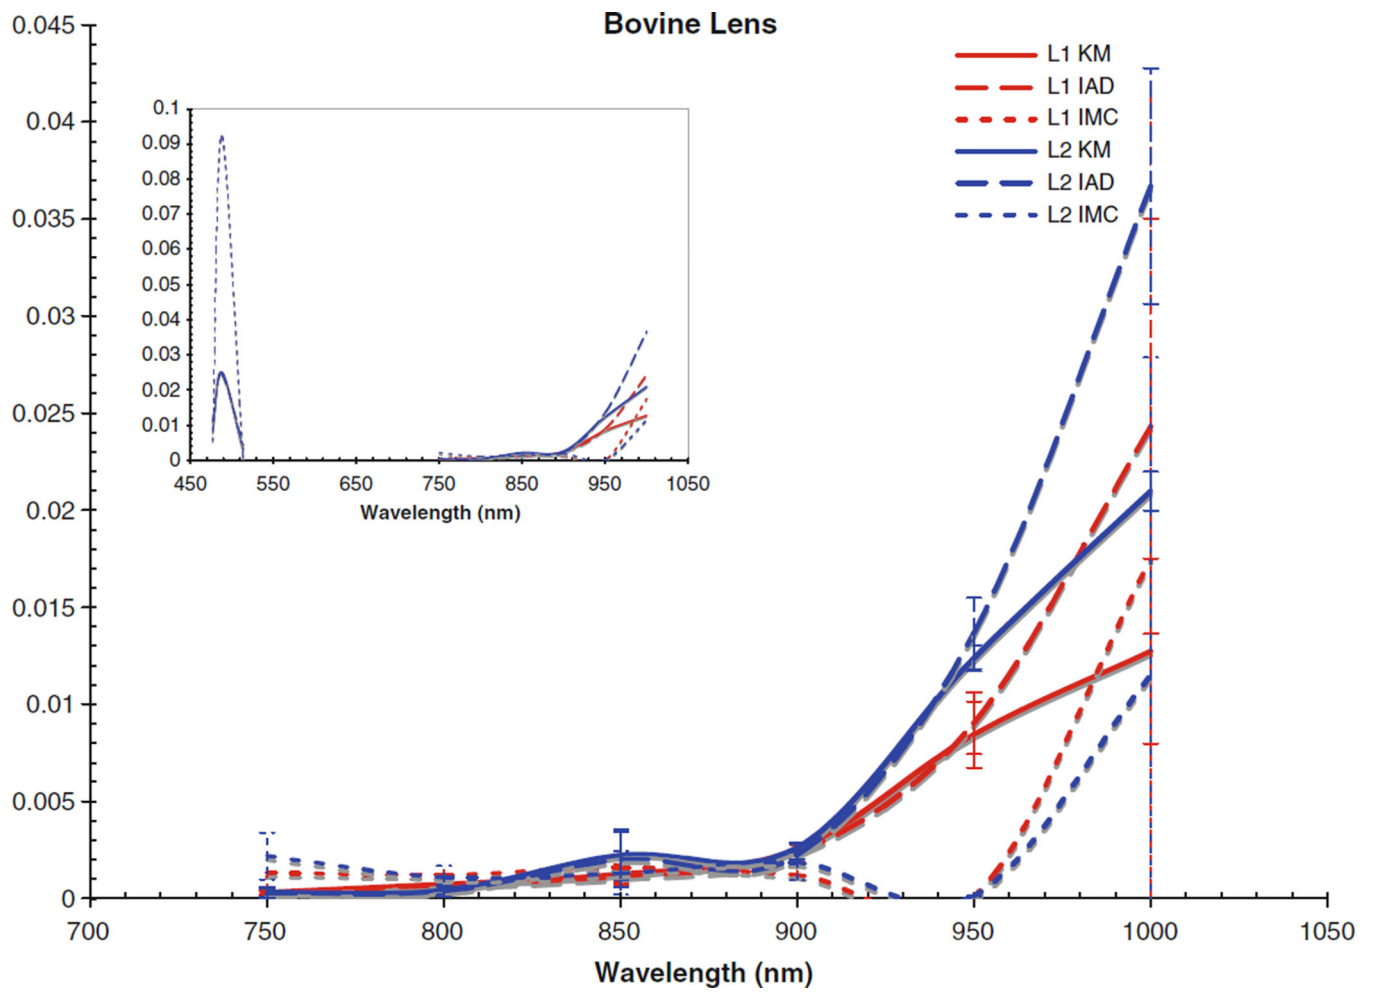 Bovine Lens
0.045
0.04
0.035
0.03
0.025
0.02
0.015
0.01
0.005
0
700 750 800 850 900 950 1000 1050
Wavelength (nm)
L1 KM
L1 IAD
L1 IMC
L2 KM
L2 IAD
L2 IMC
0.1
0.09
0.08
0.07
0.06
0.05
0.04
0.03
0.02
0.01
0
450 550 650 750 850 950 1050
Wavelength (nm)